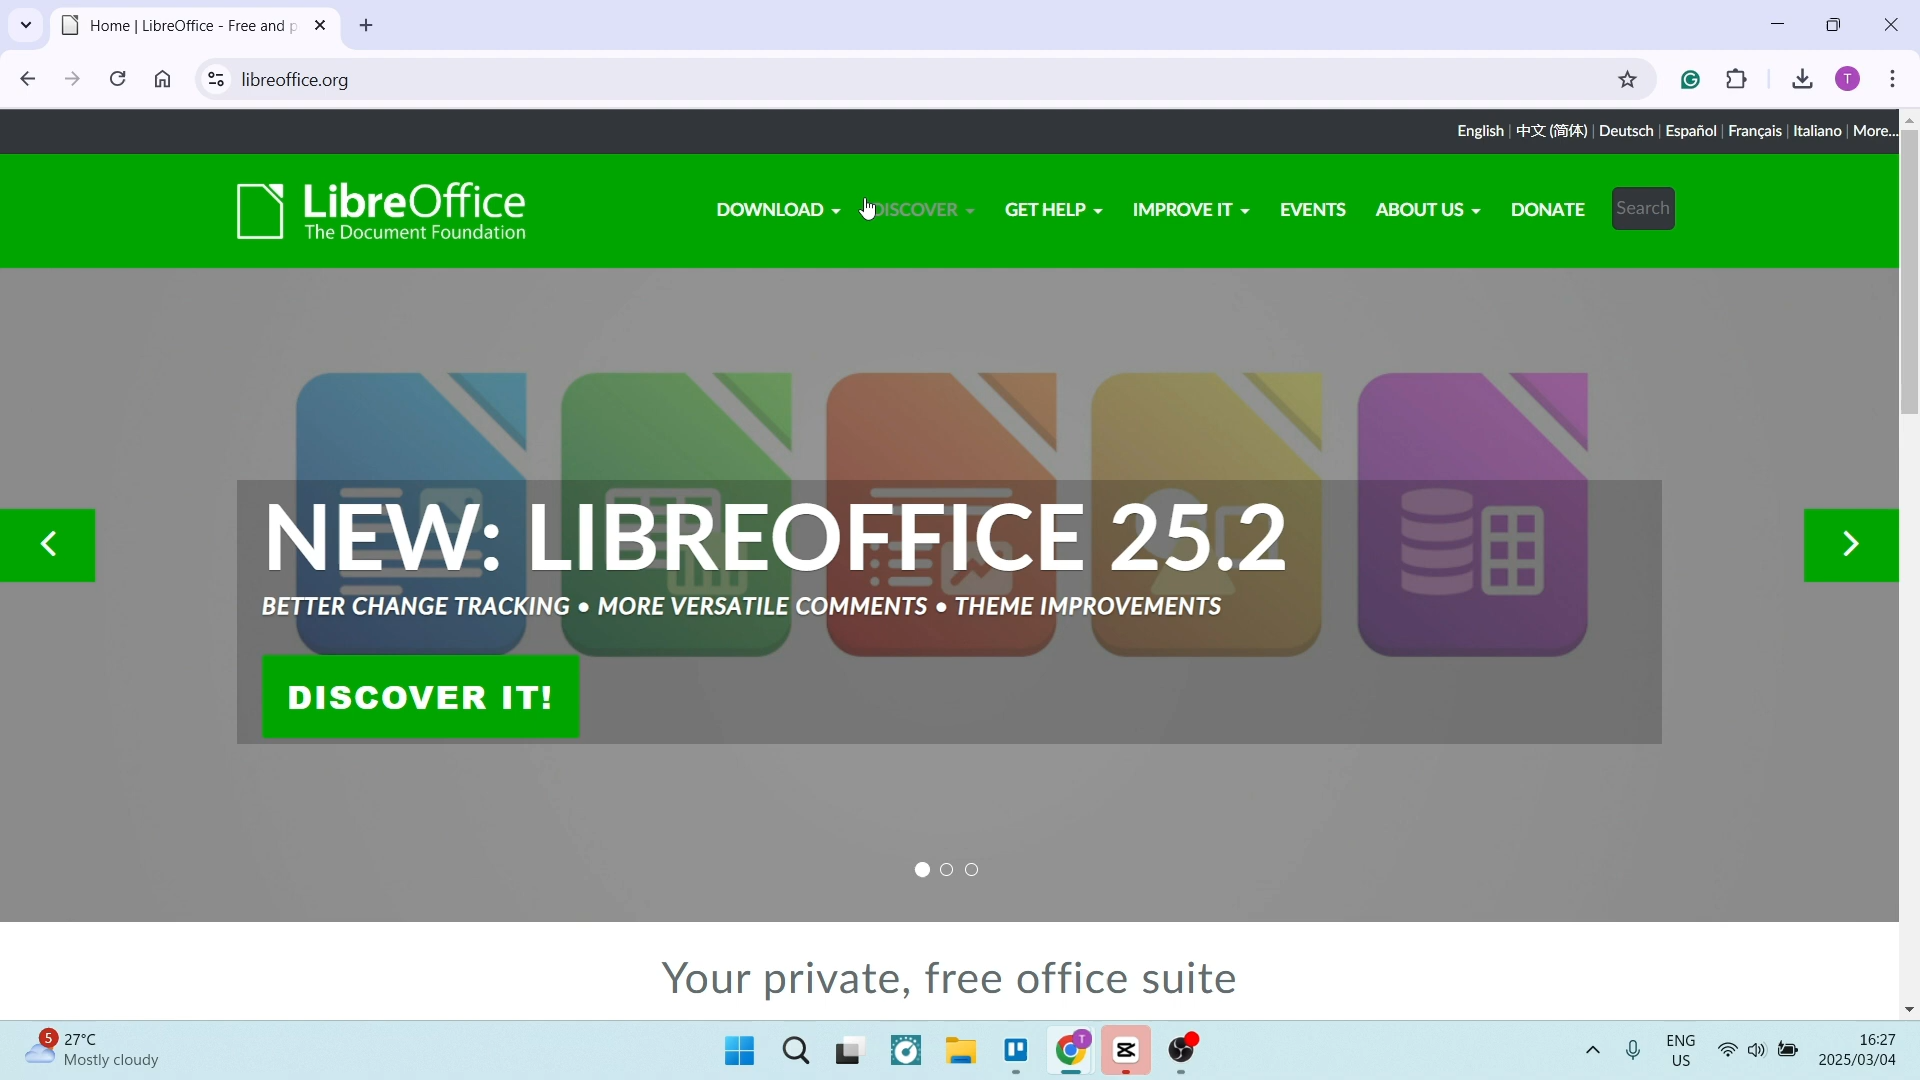 Home | LibreOffice - Free and p
libreoffice.org
T
English | 中文 (简体) | Deutsch | Español | Français | Italiano | More...
LibreOffice
The Document Foundation
DOWNLOAD
DISCOVER
GET HELP
IMPROVE IT
EVENTS
ABOUT US
DONATE
Search
NEW: LIBREOFFICE 25.2
BETTER CHANGE TRACKING • MORE VERSATILE COMMENTS • THEME IMPROVEMENTS
DISCOVER IT!
Your private, free office suite
5
27°C
Mostly cloudy
T
ENG
US
16:27
2025/03/04